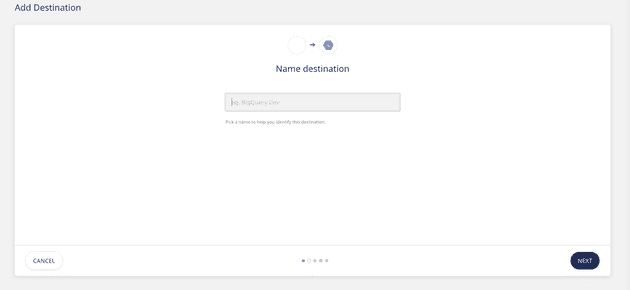 Add Destination
Name destination
eg. BigQuery Dev
Pick a name to help you identify this destination.
CANCEL
NEXT